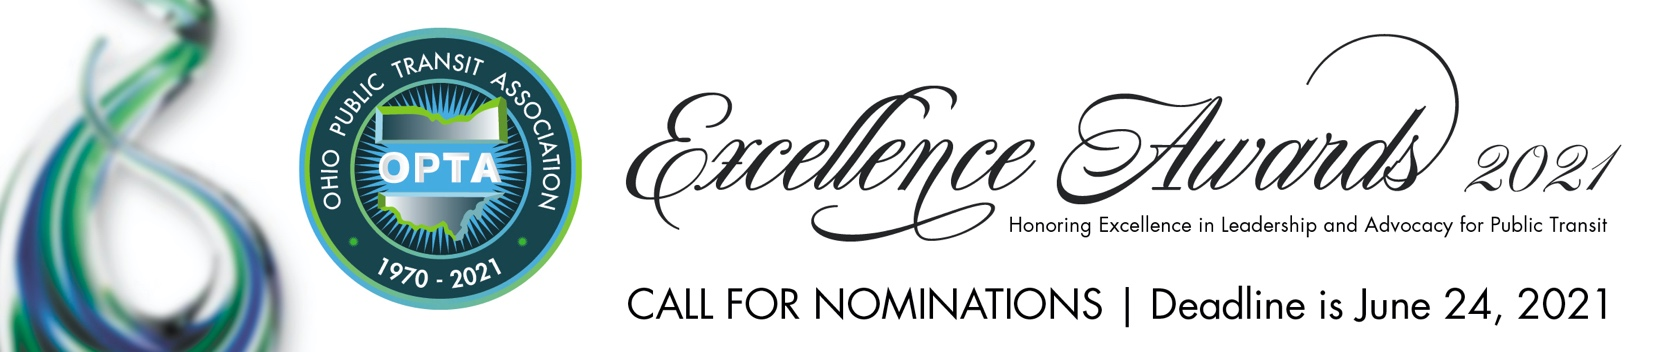 OHIO PUBLIC TRANSIT ASSOCIATION
OPTA
1970 - 2021
Excellence Awards 2021
Honoring Excellence in Leadership and Advocacy for Public Transit
CALL FOR NOMINATIONS | Deadline is June 24, 2021